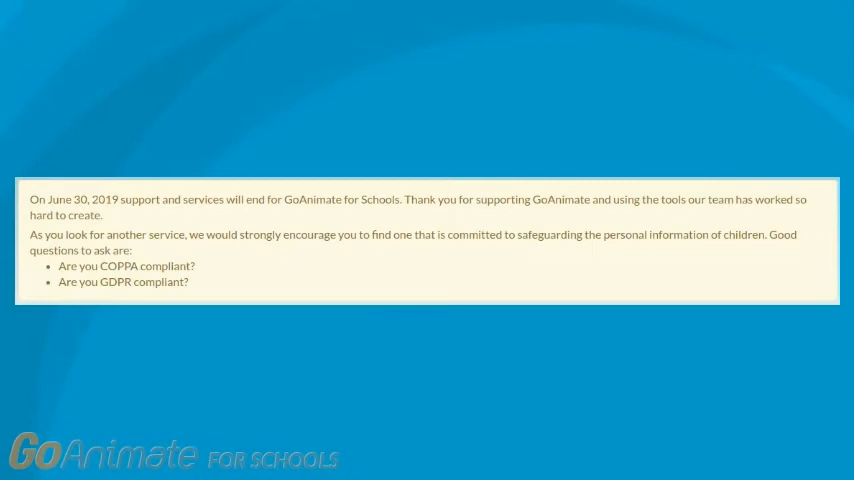 On June 30, 2019 support and services will end for GoAnimate for Schools. Thank you for supporting GoAnimate and using the tools our team has worked so
hard to create.
As you look for another service, we would strongly encourage you to find one that is committed to safeguarding the personal information of children. Good
questions to ask are:
• Are you COPPA compliant?
• Are you GDPR compliant?
GoAnimate FOR SCHOOLS